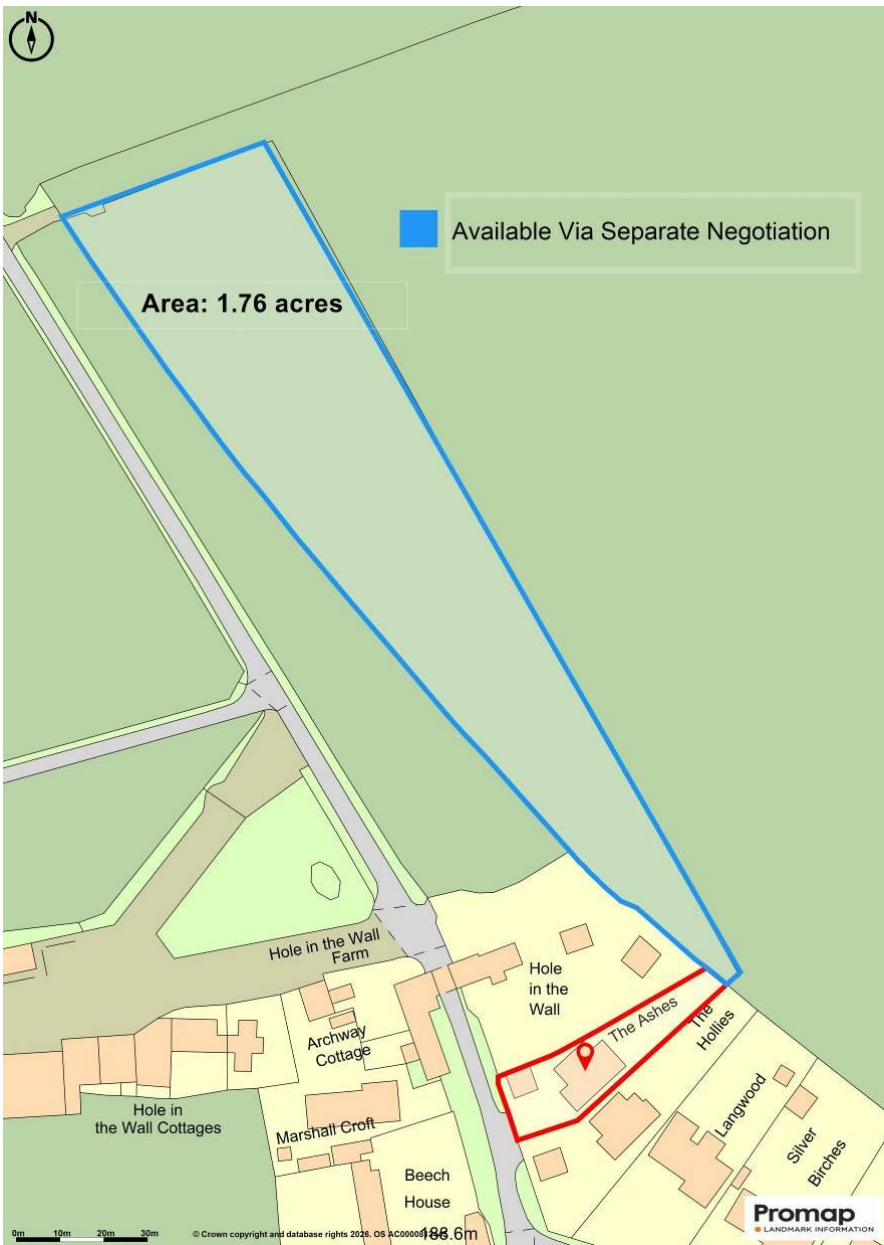 N
Available Via Separate Negotiation
Area: 1.76 acres
Hole in the Wall
Farm
Hole
in the
Wall
The Ashes
The
Hollies
Archway
Cottage
Langwood
Hole in
the Wall Cottages
Marshall Croft
Silver
Birches
Beech
House
0m 10m 20m 30m
© Crown copyright and database rights 2026. OS
188.6m
Promap
LANDMARK INFORMATION